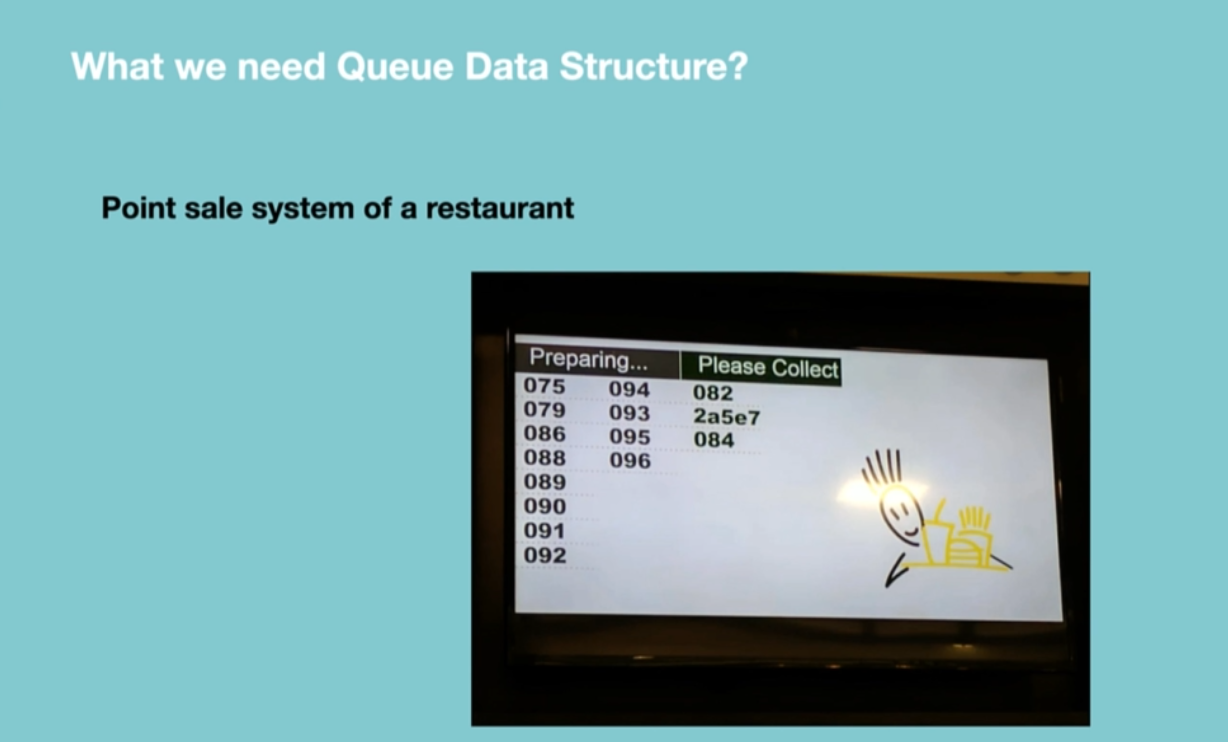 What we need Queue Data Structure?
Point sale system of a restaurant
Preparing... Please Collect
075 094 082
079 093 2a5e7
086 095 084
088 096
089
090
091
092